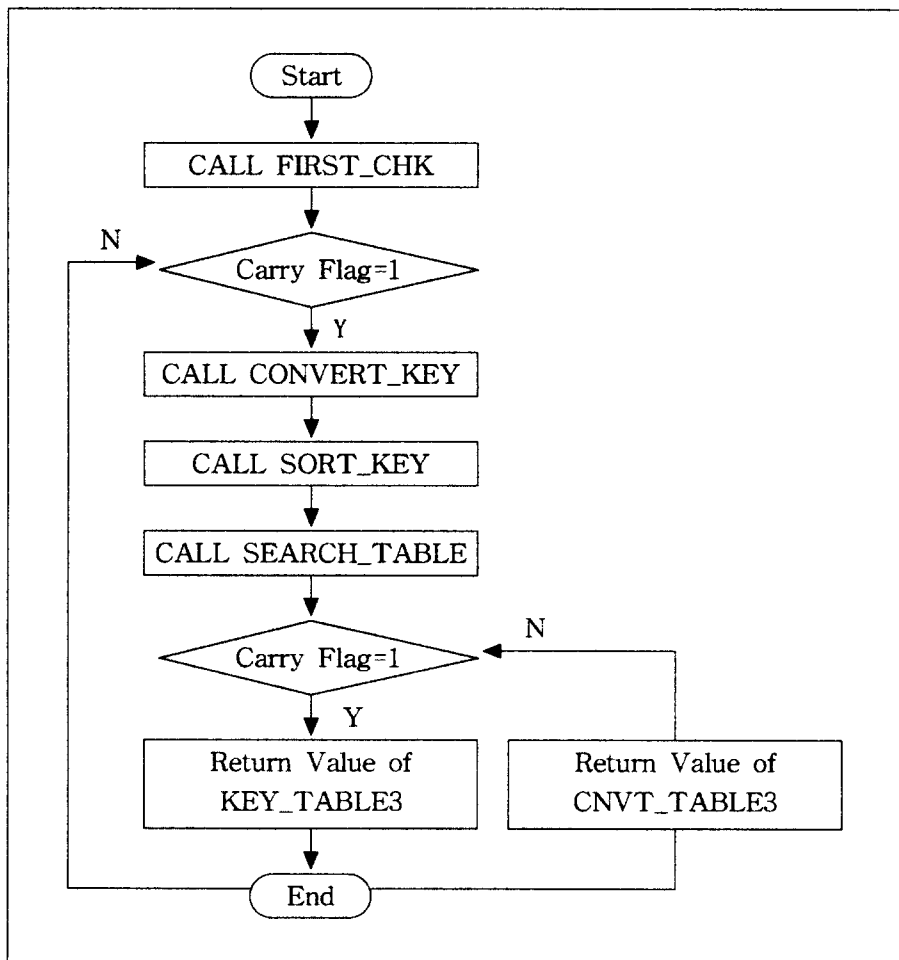 Start
CALL FIRST_CHK
N
Carry Flag=1
Y
CALL CONVERT_KEY
CALL SORT_KEY
CALL SEARCH_TABLE
N
Carry Flag=1
Y
Return Value of
KEY_TABLE3
Return Value of
CNVT_TABLE3
End